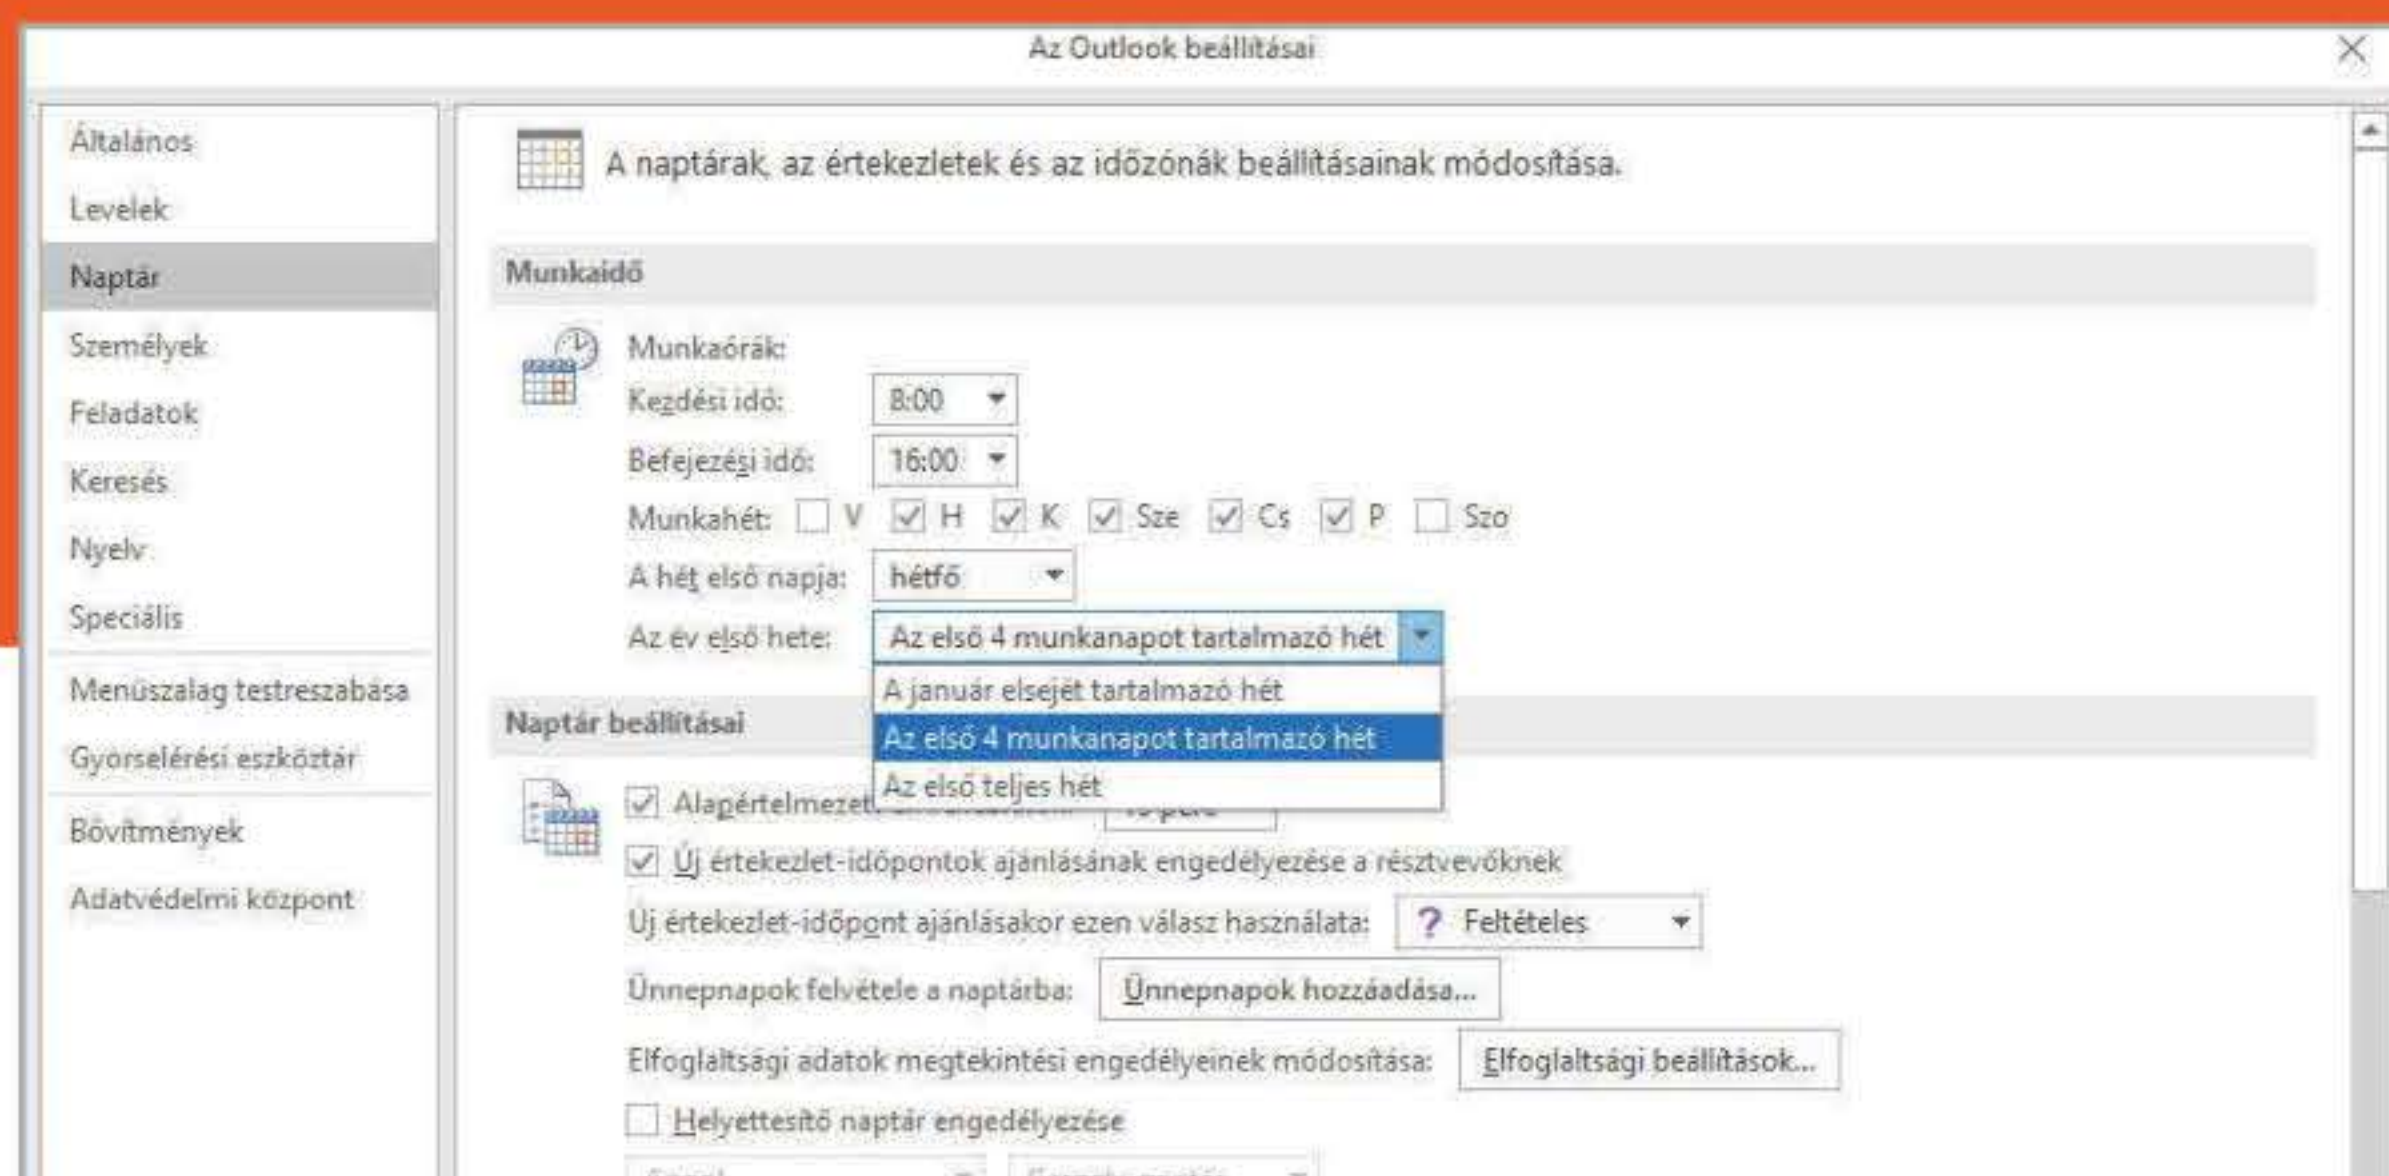 Az Outlook beállításai
Általános
Levelek
Naptár
Személyek
Feladatok
Keresés
Nyelv
Speciális
Menüszalag testreszabása
Gyorselérési eszköztár
Bővítmények
Adatvédelmi központ
A naptárak, az értekezletek és az időzónák beállításainak módosítása.
Munkaidő
Munkaórák:
Kezdési idő: 8:00
Befejezési idő: 16:00
Munkahét: V H K Sze Cs P Szo
A hét első napja: hétfő
Az év első hete: Az első 4 munkanapot tartalmazó hét
A január elsejét tartalmazó hét
Az első 4 munkanapot tartalmazó hét
Az első teljes hét
Naptár beállításai
Új értekezlet-időpontok ajánlásának engedélyezése a résztvevőknek
Új értekezlet-időpont ajánlásakor ezen válasz használata: ? Feltételes
Ünnepnapok felvétele a naptárba: Ünnepnapok hozzáadása...
Elfoglaltsági adatok megtekintési engedélyeinek módosítása: Elfoglaltsági beállítások...
Helyettesítő naptár engedélyezése